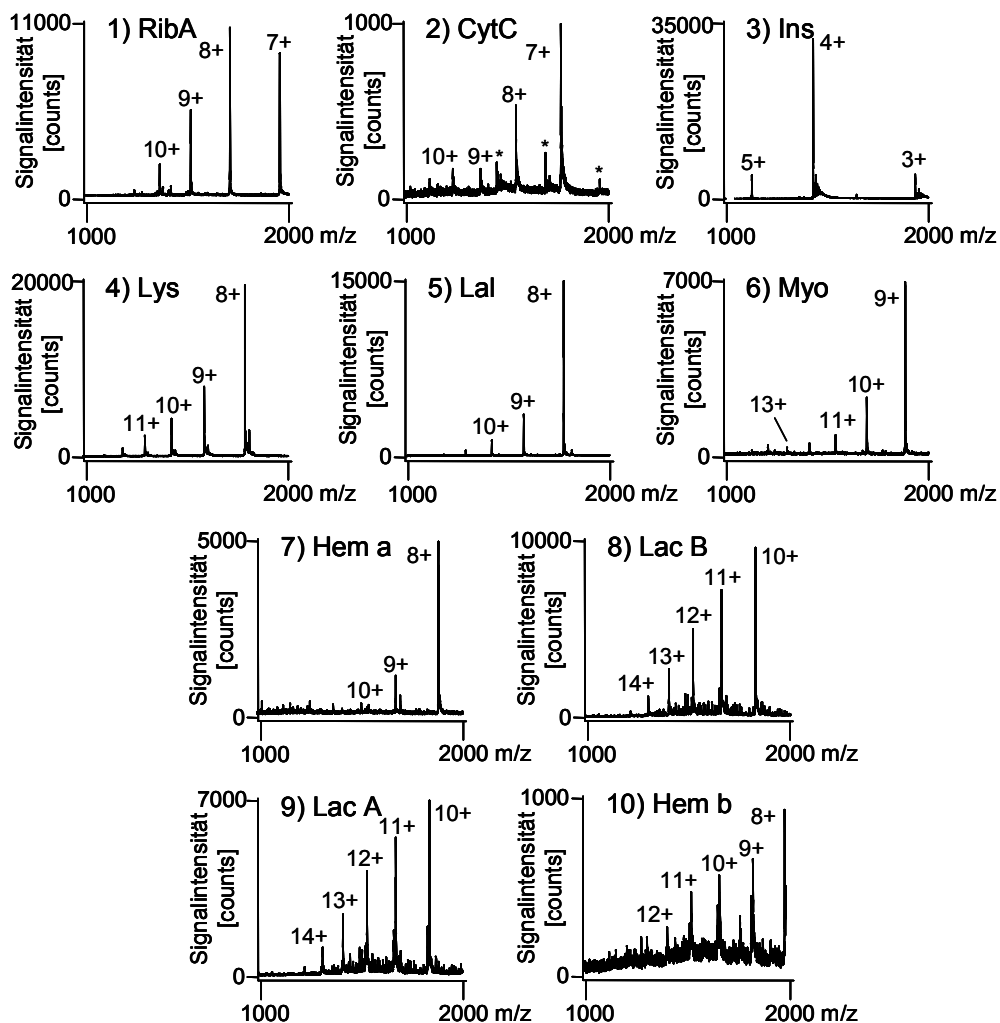 11000
1) RibA
8+
7+
9+
10+
Signalintensität
[counts]
0
1000
2000 m/z
1000
2) CytC
7+
8+
10+
9+
*
*
*
Signalintensität
[counts]
0
1000
2000 m/z
35000
3) Ins
4+
5+
3+
Signalintensität
[counts]
0
1000
2000 m/z
20000
4) Lys
8+
9+
10+
11+
Signalintensität
[counts]
0
1000
2000 m/z
15000
5) Lal
8+
9+
10+
Signalintensität
[counts]
0
1000
2000 m/z
7000
6) Myo
9+
10+
13+
11+
Signalintensität
[counts]
0
1000
2000 m/z
5000
7) Hem a
8+
9+
10+
Signalintensität
[counts]
0
1000
2000 m/z
10000
8) Lac B
10+
11+
12+
13+
14+
Signalintensität
[counts]
0
1000
2000 m/z
7000
9) Lac A
10+
11+
12+
13+
14+
Signalintensität
[counts]
0
1000
2000 m/z
1000
10) Hem b
8+
9+
10+
11+
12+
Signalintensität
[counts]
0
1000
2000 m/z